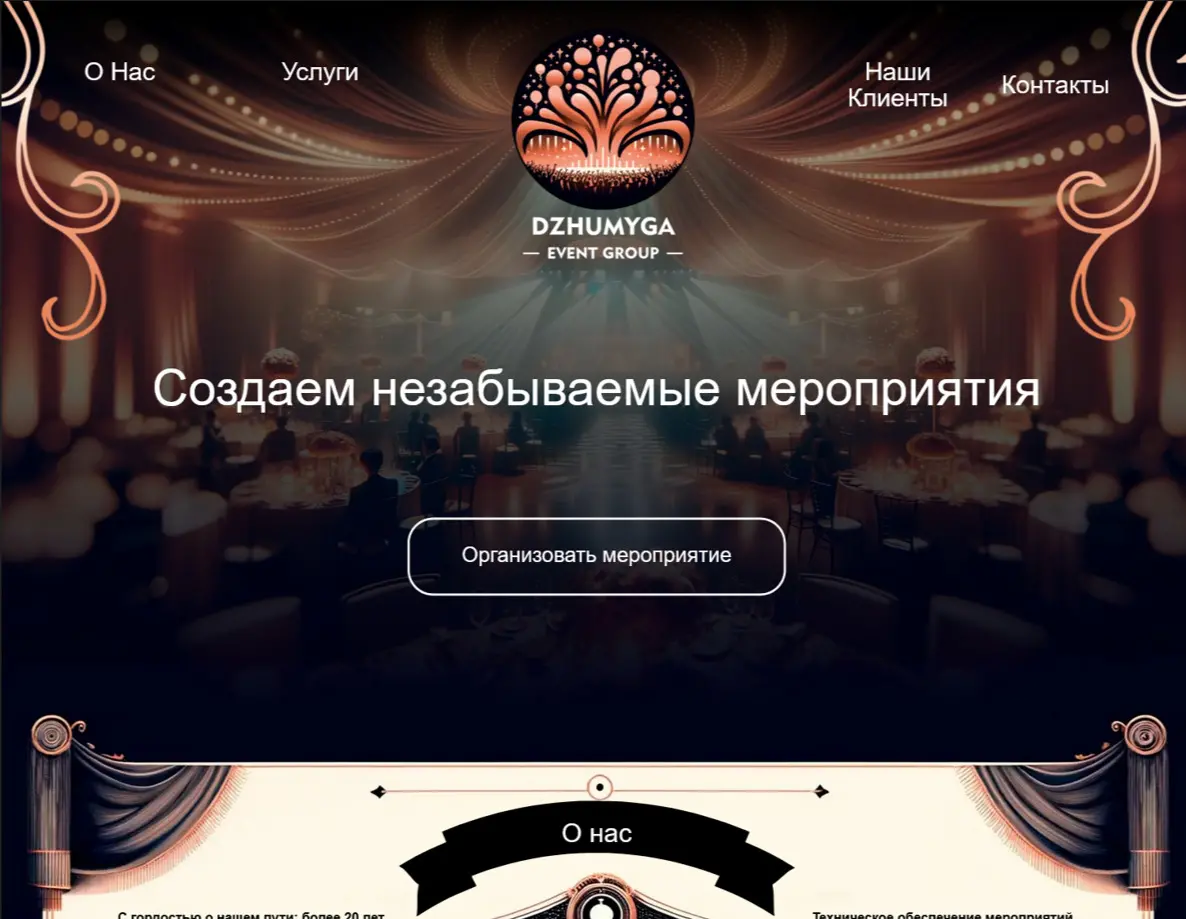 О Нас
Услуги
Наши
Клиенты
Контакты
DZHUMYGA
— EVENT GROUP —
Создаем незабываемые мероприятия
Организовать мероприятие
О нас
С гордостью о нашем пути: более 20 лет
Техническое обеспечение мероприятий